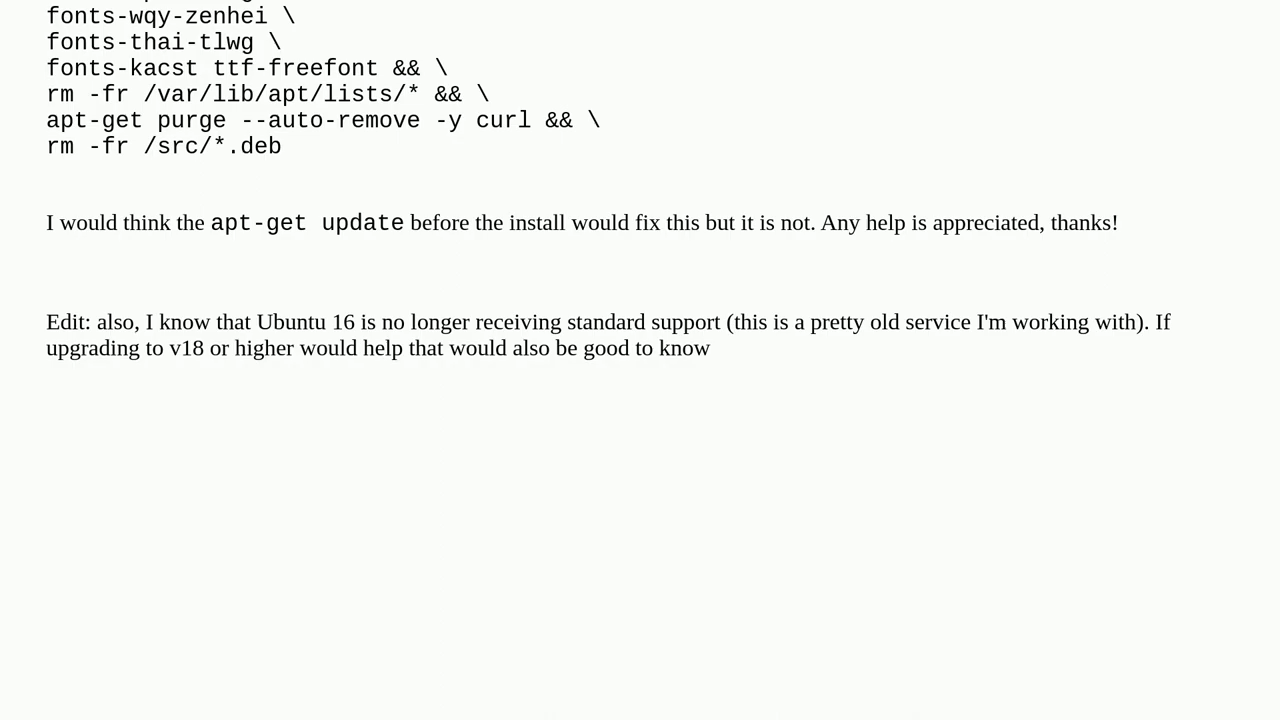 fonts-wqy-zenhei \
fonts-thai-tlwg \
fonts-kacst ttf-freefont && \
rm -fr /var/lib/apt/lists/* && \
apt-get purge --auto-remove -y curl && \
rm -fr /src/*.deb
I would think the apt-get update before the install would fix this but it is not. Any help is appreciated, thanks!
Edit: also, I know that Ubuntu 16 is no longer receiving standard support (this is a pretty old service I'm working with). If
upgrading to v18 or higher would help that would also be good to know